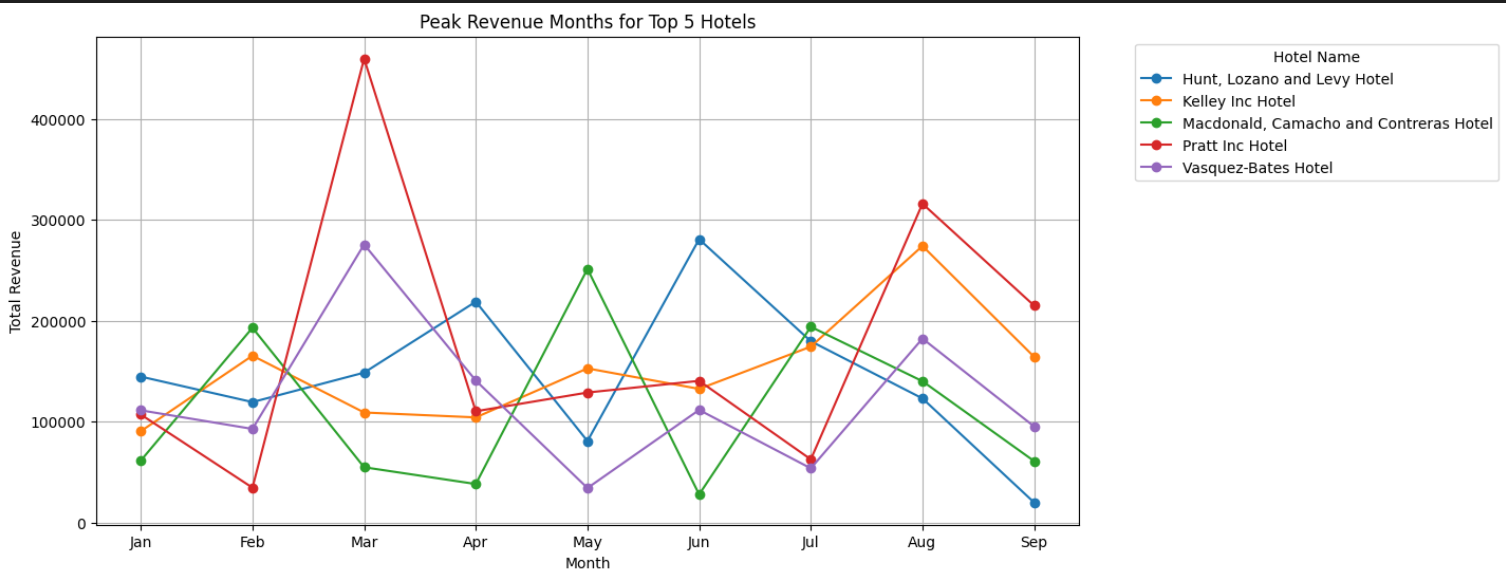 Peak Revenue Months for Top 5 Hotels
Total Revenue
400000
300000
200000
100000
0
Jan Feb Mar Apr May Jun Jul Aug Sep
Month
Hotel Name
Hunt, Lozano and Levy Hotel
Kelley Inc Hotel
Macdonald, Camacho and Contreras Hotel
Pratt Inc Hotel
Vasquez-Bates Hotel